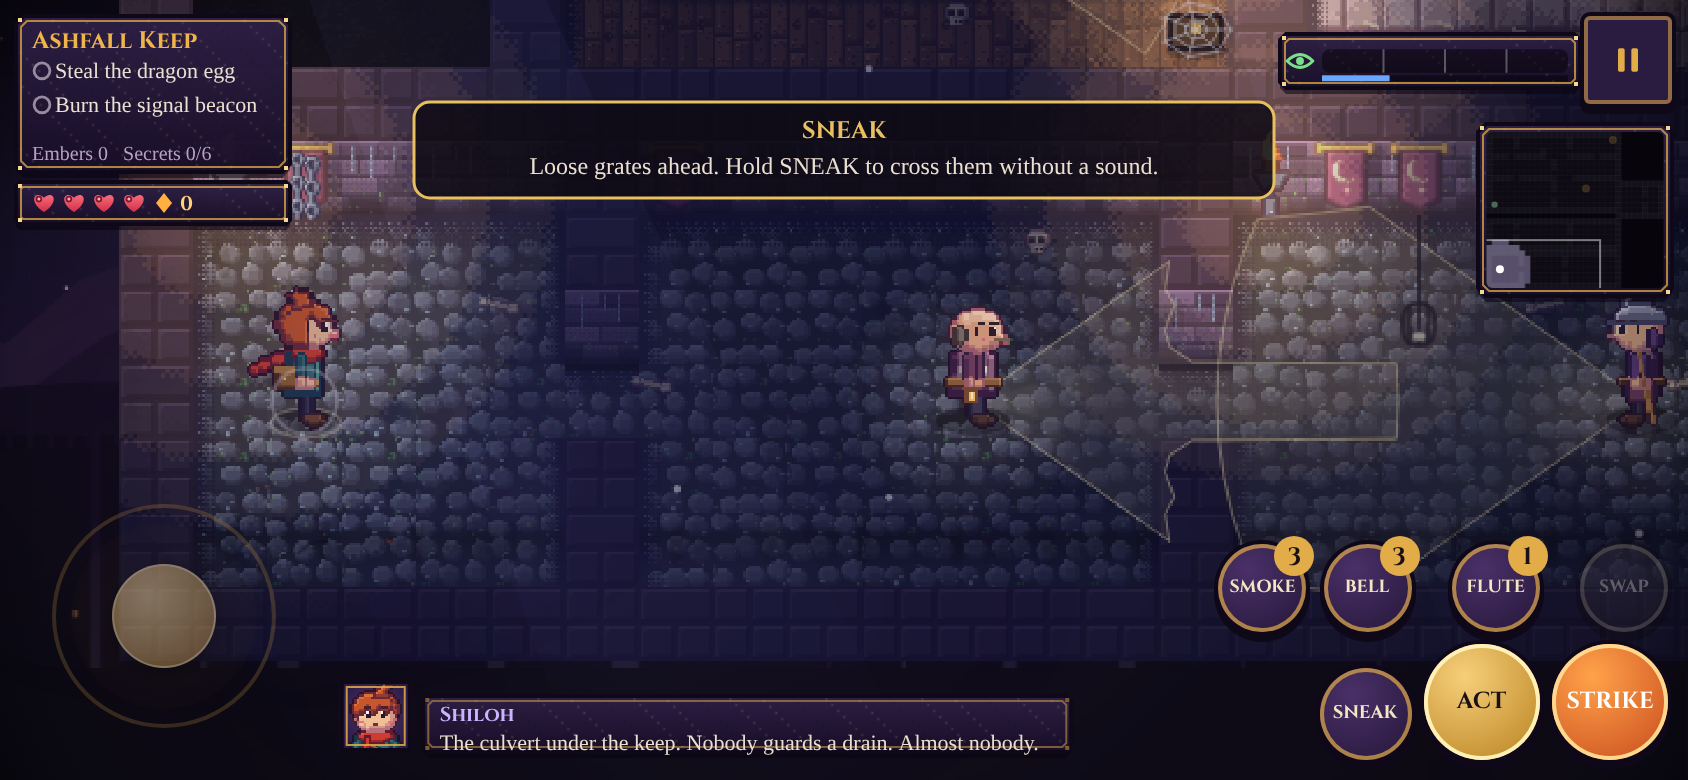 Ashfall Keep
Steal the dragon egg
Burn the signal beacon
Embers 0 Secrets 0/6
0
SNEAK
Loose grates ahead. Hold SNEAK to cross them without a sound.
3
3
1
SMOKE
BELL
FLUTE
SWAP
SNEAK
ACT
STRIKE
Shiloh
The culvert under the keep. Nobody guards a drain. Almost nobody.